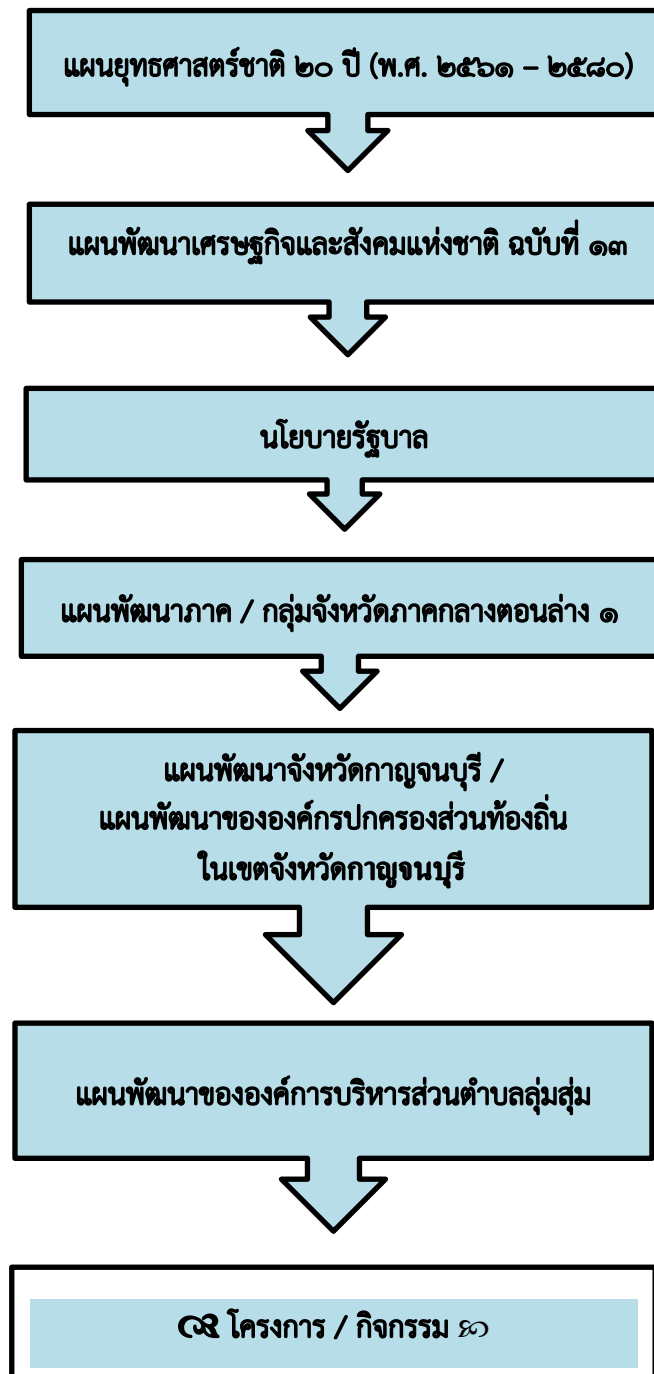 แผนยุทธศาสตร์ชาติ ๒๐ ปี (พ.ศ. ๒๕๖๑ – ๒๕๘๐)
แผนพัฒนาเศรษฐกิจและสังคมแห่งชาติ ฉบับที่ ๑๓
นโยบายรัฐบาล
แผนพัฒนาภาค / กลุ่มจังหวัดภาคกลางตอนล่าง ๑
แผนพัฒนาจังหวัดกาญจนบุรี /
แผนพัฒนาขององค์กรปกครองส่วนท้องถิ่น
ในเขตจังหวัดกาญจนบุรี
แผนพัฒนาขององค์การบริหารส่วนตำบลลุ่มสุ่ม
โครงการ / กิจกรรม